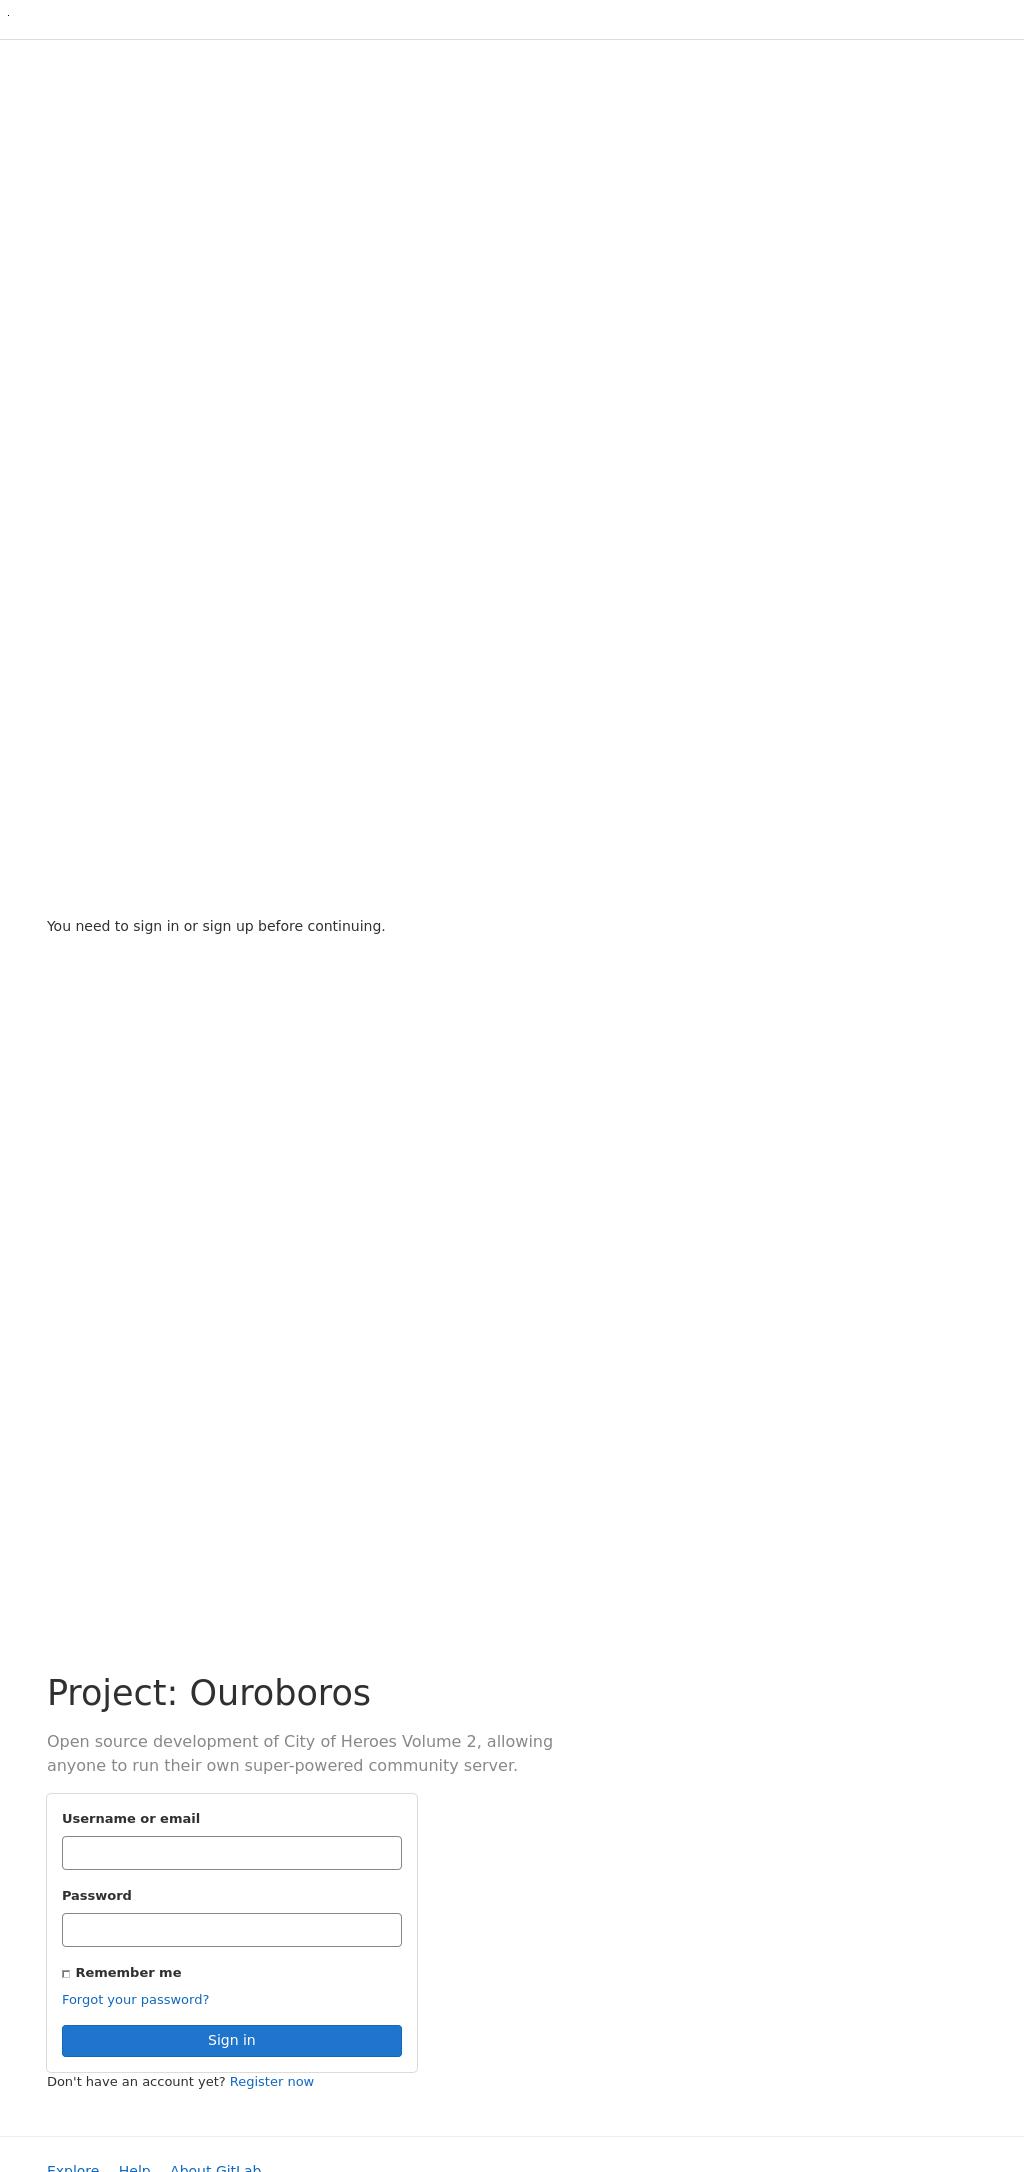 You need to sign in or sign up before continuing.
Project: Ouroboros
Open source development of City of Heroes Volume 2, allowing
anyone to run their own super-powered community server.
Username or email
Password
Remember me
Forgot your password?
Sign in
Don't have an account yet? Register now
Explore Help About GitLab